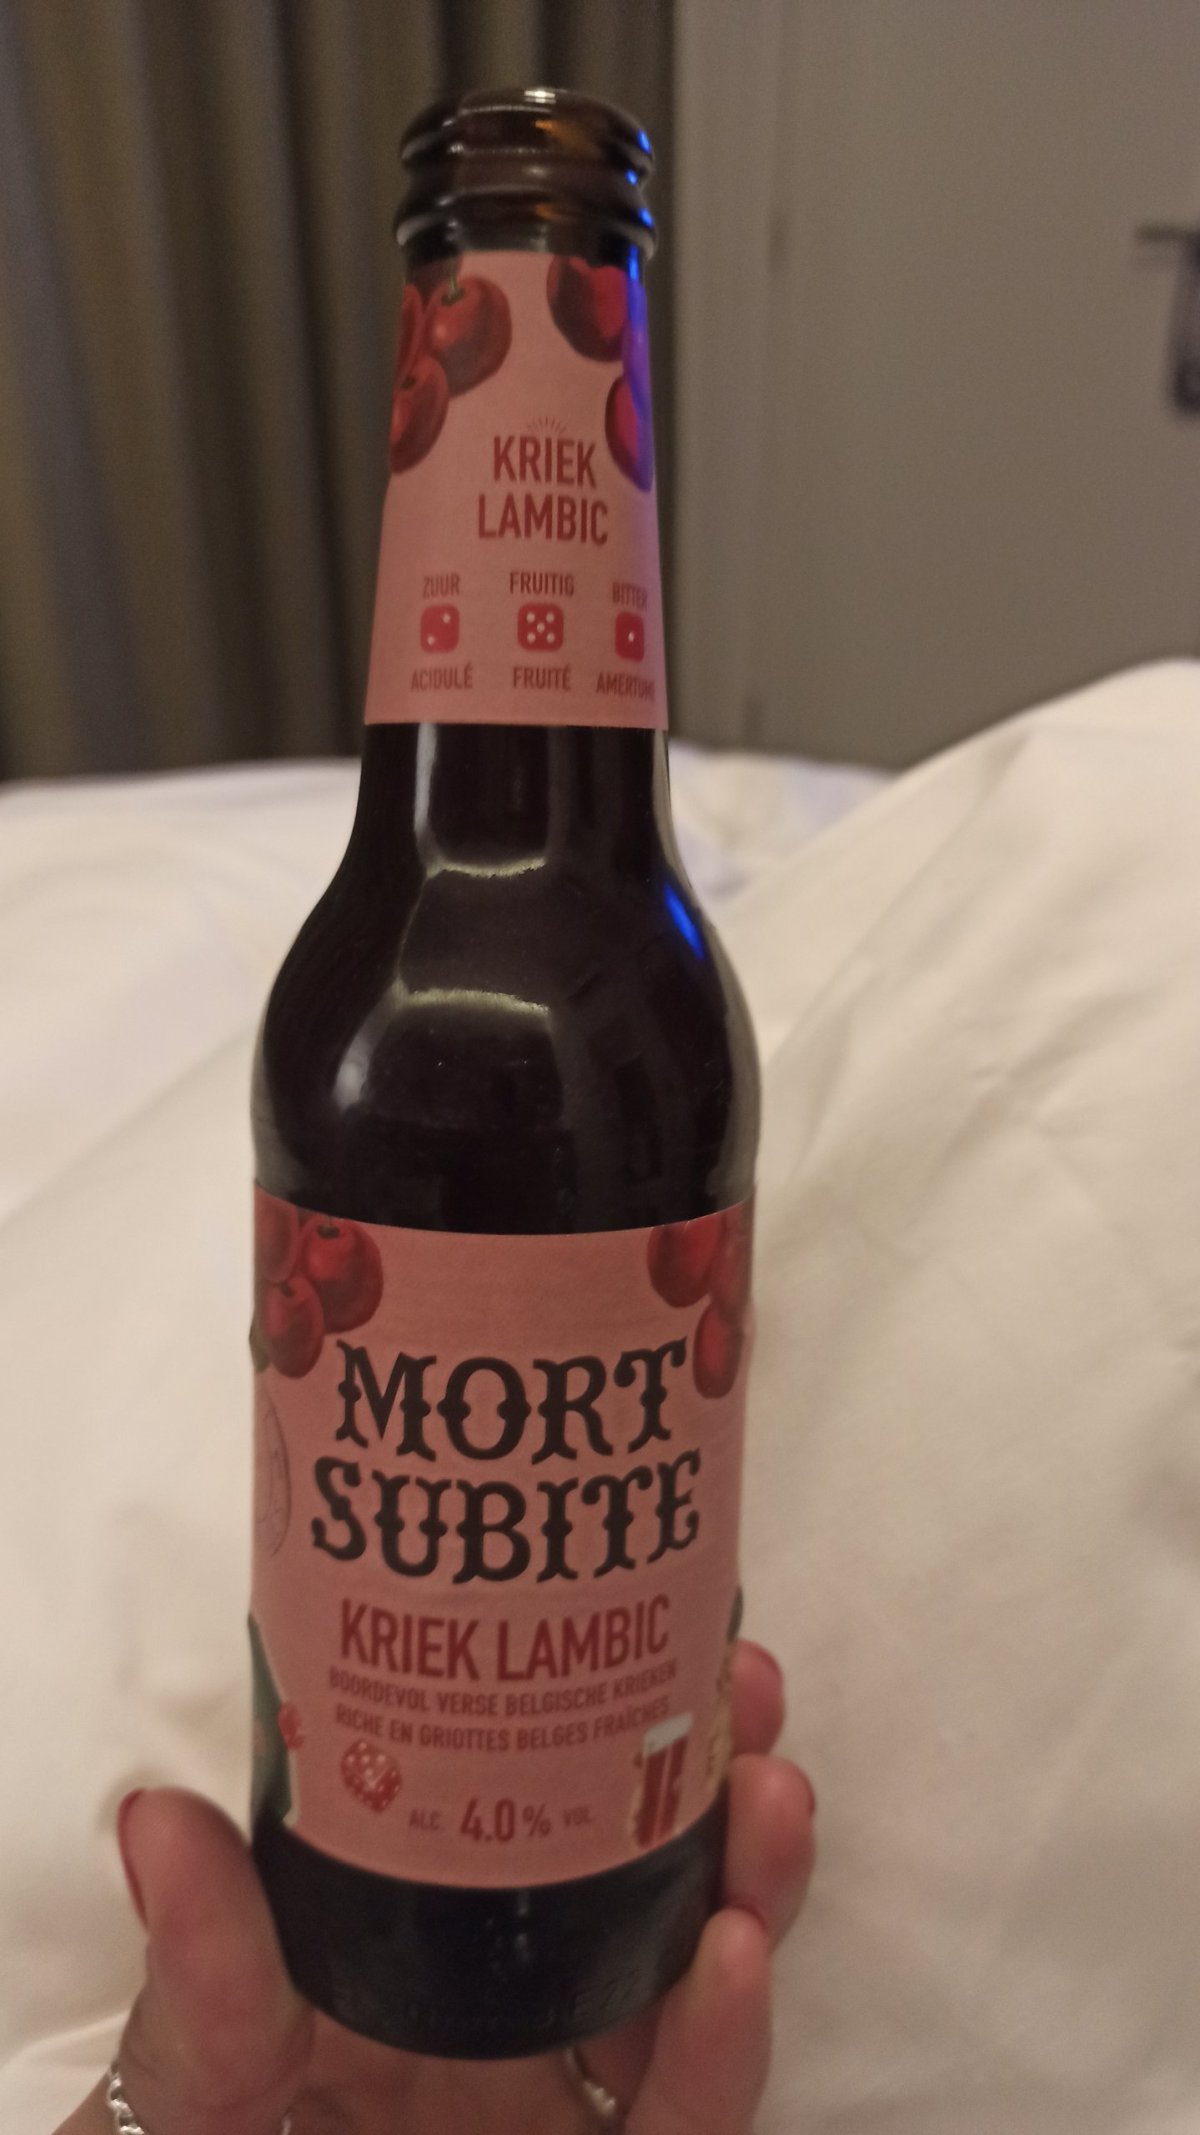 KRIEK
LAMBIC
ZUUR FRUITIG BITTER
ACIDULÉ FRUITÉ AMERTUME
MORT
SUBITE
KRIEK LAMBIC
BOORDEVOL VERSE BELGISCHE KRIEKEN
RICHE EN GRIOTTES BELGES FRAÎCHES
ALC. 4.0% VOL.